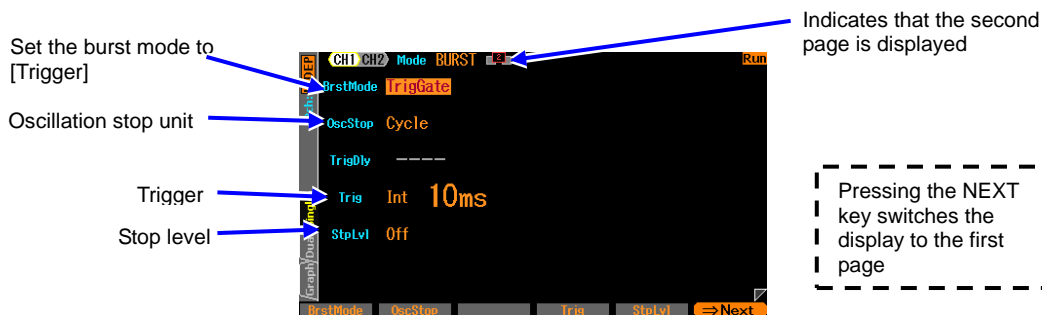 Set the burst mode to
[Trigger]
Oscillation stop unit
Trigger
Stop level
Indicates that the second
page is displayed
CH1 CH2 Mode BURST 2 Run
BrstMode TrigGate
OscStop Cycle
TrigDly ----
Trig Int 10ms
StpLvl Off
BrstMode OscStop Trig StpLvl ⇒Next
Pressing the NEXT
key switches the
display to the first
page